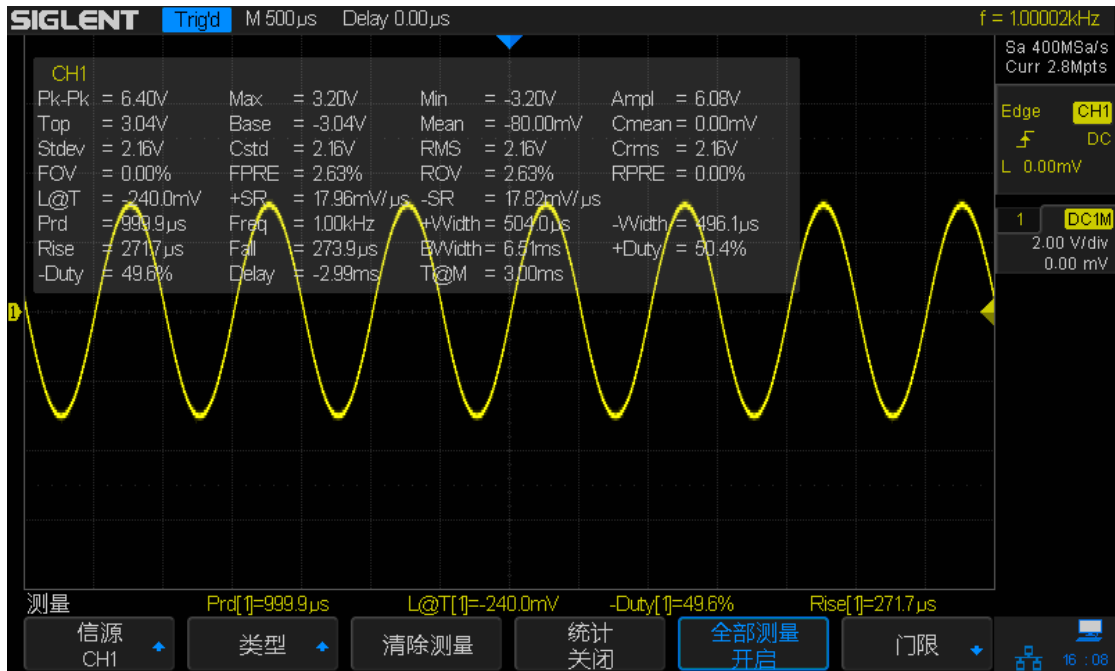 SIGLENT Trig'd M 500μs Delay 0.00μs f = 1.00002kHz
Sa 400MSa/s
Curr 2.8Mpts
CH1
Pk-Pk = 6.40V Max = 3.20V Min = -3.20V Ampl = 6.08V
Top = 3.04V Base = -3.04V Mean = -80.00mV Cmean = 0.00mV
Stdev = 2.16V Cstd = 2.16V RMS = 2.16V Crms = 2.16V
FOV = 0.00% FPRE = 2.63% ROV = 2.63% RPRE = 0.00%
L@T = -240.0mV +SR = 17.96mV/μs -SR = 17.82mV/μs
Prd = 999.9μs Freq = 1.00kHz +Width = 504.0μs -Width = 496.1μs
Rise = 271.7μs Fall = 273.9μs BWidth = 6.51ms +Duty = 50.4%
-Duty = 49.6% Delay = -2.99ms T@M = 3.00ms
Edge CH1
DC
L 0.00mV
1 DC1M
2.00 V/div
0.00 mV
1
测量 Prd[1]=999.9μs L@T[1]=-240.0mV -Duty[1]=49.6% Rise[1]=271.7μs
信源
CH1
类型
清除测量
统计
关闭
全部测量
开启
门限
16 : 08